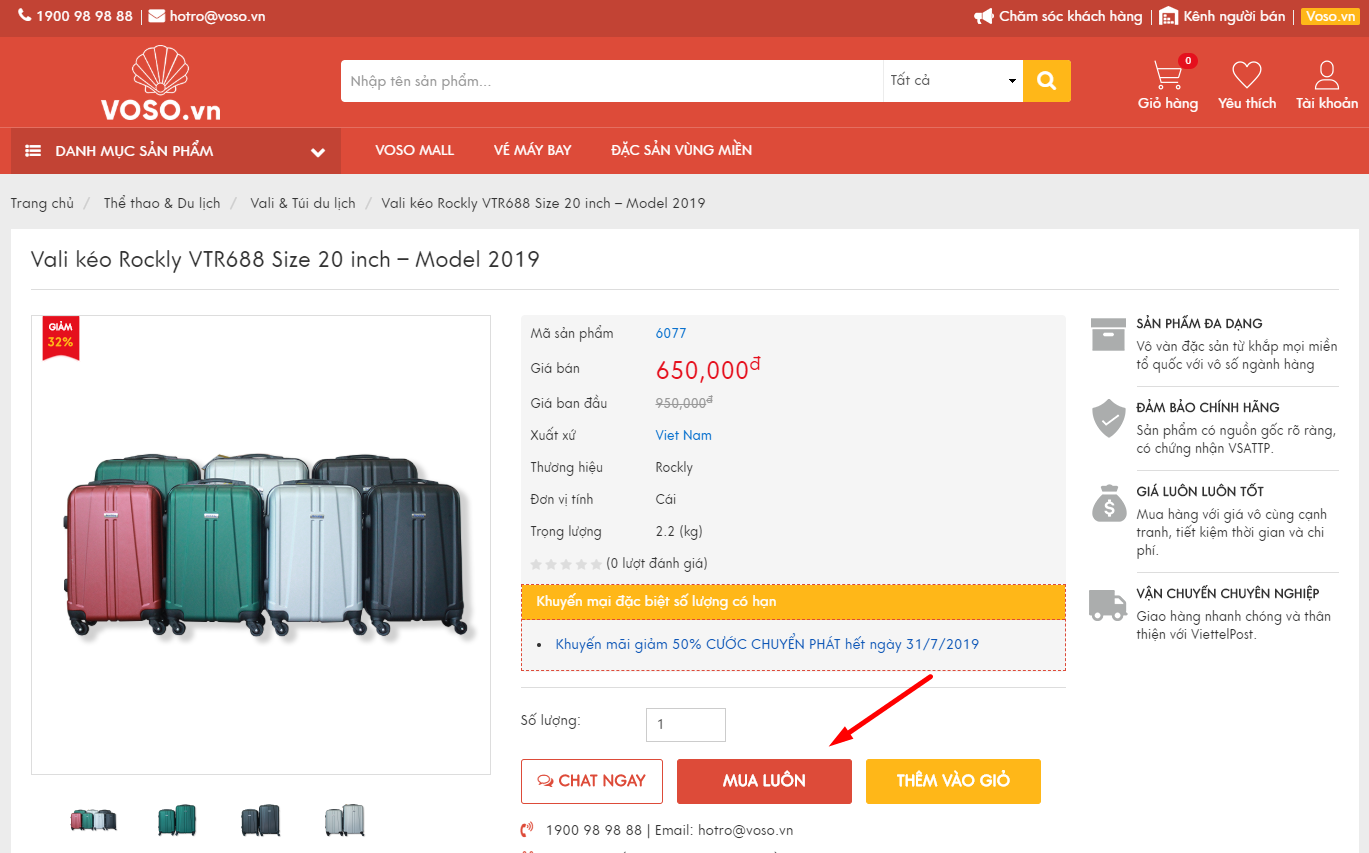 1900 98 98 88 | hotro@voso.vn
Chăm sóc khách hàng | Kênh người bán | Voso.vn
VOSO.vn
Nhập tên sản phẩm...
Tất cả
0
Giỏ hàng
Yêu thích
Tài khoản
DANH MỤC SẢN PHẨM
VOSO MALL
VÉ MÁY BAY
ĐẶC SẢN VÙNG MIỀN
Trang chủ / Thể thao & Du lịch / Vali & Túi du lịch / Vali kéo Rockly VTR688 Size 20 inch – Model 2019
Vali kéo Rockly VTR688 Size 20 inch – Model 2019
GIẢM
32%
Mã sản phẩm 6077
Giá bán 650,000đ
Giá ban đầu 950,000đ
Xuất xứ Viet Nam
Thương hiệu Rockly
Đơn vị tính Cái
Trọng lượng 2.2 (kg)
(0 lượt đánh giá)
Khuyến mại đặc biệt số lượng có hạn
• Khuyến mãi giảm 50% CƯỚC CHUYỂN PHÁT hết ngày 31/7/2019
Số lượng: 1
CHAT NGAY
MUA LUÔN
THÊM VÀO GIỎ
1900 98 98 88 | Email: hotro@voso.vn
SẢN PHẨM ĐA DẠNG
Vô vàn đặc sản từ khắp mọi miền
tổ quốc với vô số ngành hàng
ĐẢM BẢO CHÍNH HÃNG
Sản phẩm có nguồn gốc rõ ràng,
có chứng nhận VSATTP.
GIÁ LUÔN LUÔN TỐT
Mua hàng với giá vô cùng cạnh
tranh, tiết kiệm thời gian và chi
phí.
VẬN CHUYỂN CHUYÊN NGHIỆP
Giao hàng nhanh chóng và thân
thiện với ViettelPost.